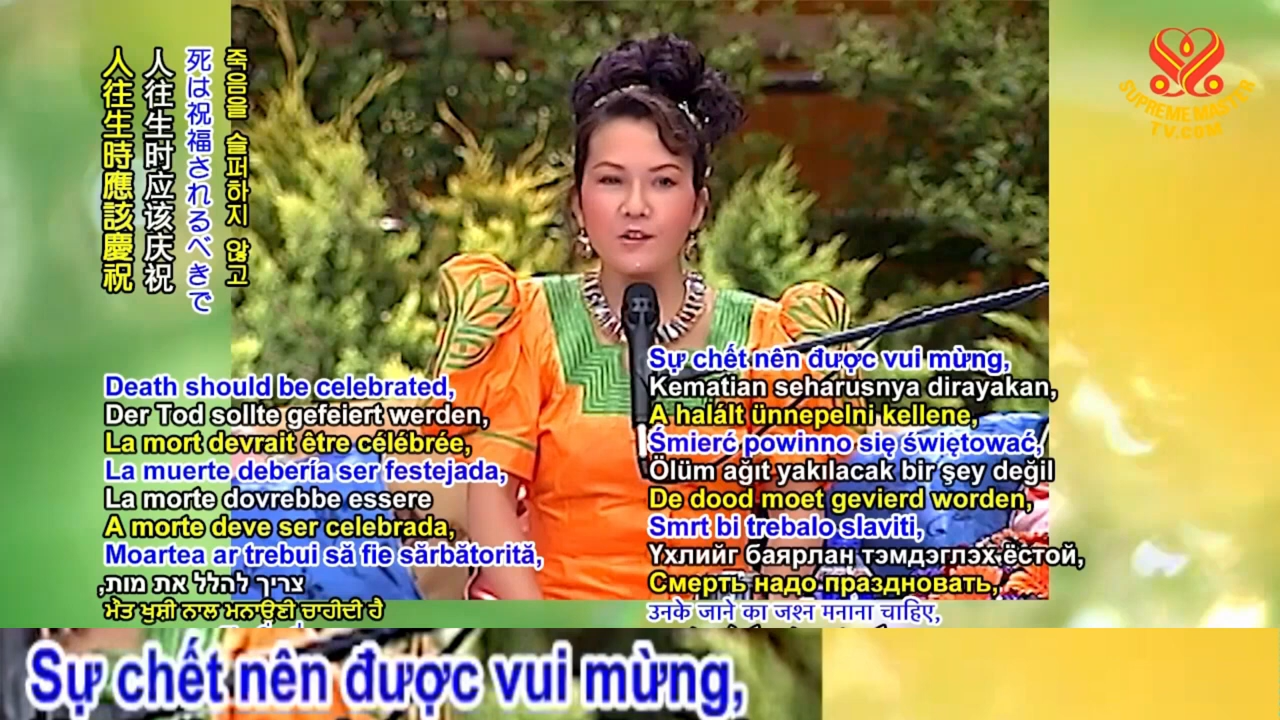 人往生時應該慶祝
人往生时应该庆祝
死は祝福されるべきで
죽음을 슬퍼하지 않고
SUPREME MASTER
TV.COM
Death should be celebrated,
Der Tod sollte gefeiert werden,
La mort devrait être célébrée,
La muerte debería ser festejada,
La morte dovrebbe essere
A morte deve ser celebrada,
Moartea ar trebui să fie sărbătorită,
צריך להלל את מות,
ਮੌਤ ਖੁਸ਼ੀ ਨਾਲ ਮਨਾਉਣੀ ਚਾਹੀਦੀ ਹੈ
Sự chết nên được vui mừng,
Kematian seharusnya dirayakan,
A halált ünnepelni kellene,
Śmierć powinno się świętować,
Ölüm ağıt yakılacak bir şey değil
De dood moet gevierd worden,
Smrt bi trebalo slaviti,
Үхлийг баярлан тэмдэглэх ёстой,
Смерть надо праздновать,
उनके जाने का जश्न मनाना चाहिए,
Sự chết nên được vui mừng,